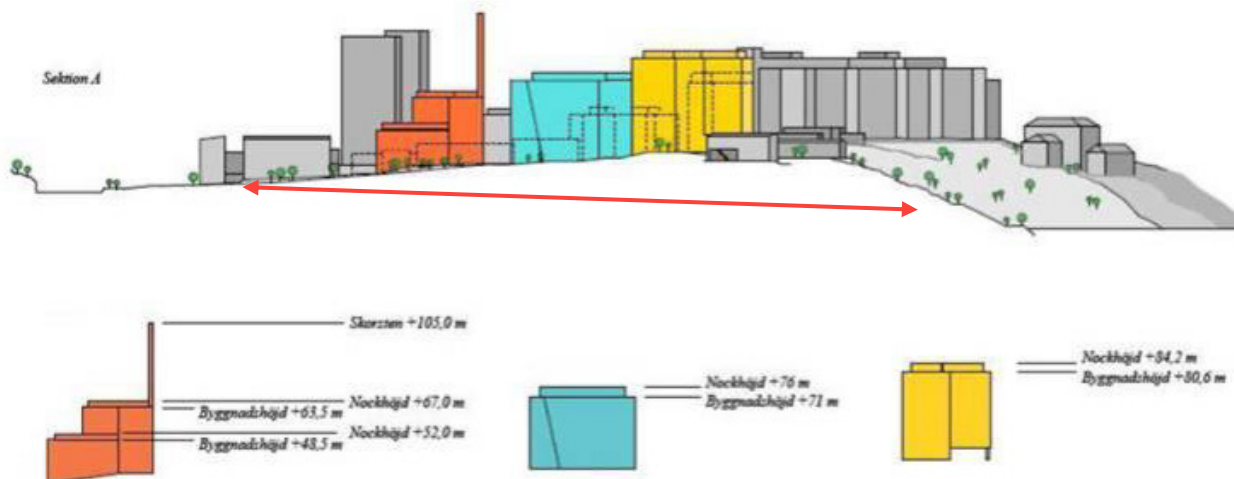 Sektion A
Skorsten +105,0 m
Nockhöjd +67,0 m
Byggnadshöjd +63,5 m
Nockhöjd +52,0 m
Byggnadshöjd +48,5 m
Nockhöjd +76 m
Byggnadshöjd +71 m
Nockhöjd +84,2 m
Byggnadshöjd +80,6 m